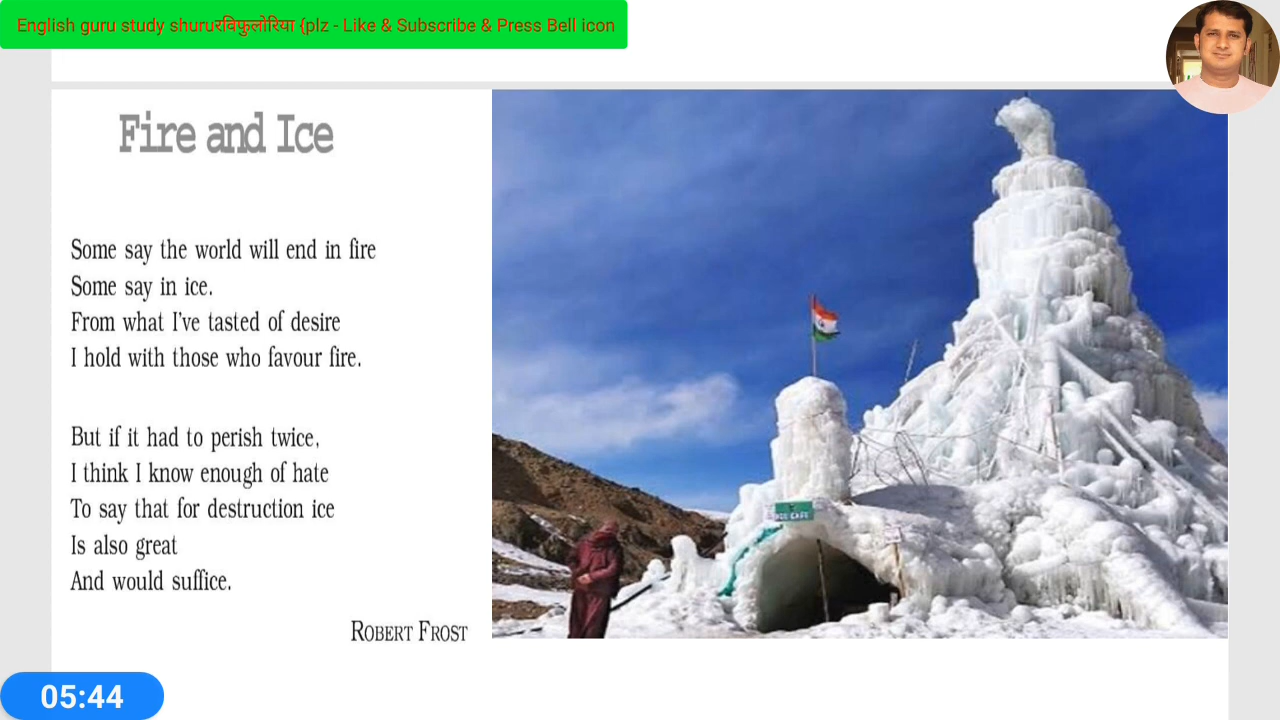 English guru study shuruरविफुलोरिया {plz - Like & Subscribe & Press Bell icon
Fire and Ice
Some say the world will end in fire
Some say in ice.
From what I've tasted of desire
I hold with those who favour fire.
But if it had to perish twice,
I think I know enough of hate
To say that for destruction ice
Is also great
And would suffice.
ROBERT FROST
CAFE
05:44